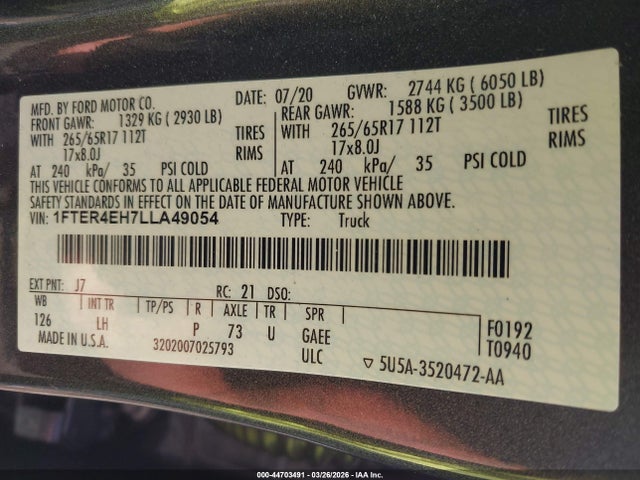 MFD. BY FORD MOTOR CO.
DATE: 07/20 GVWR: 2744 KG ( 6050 LB)
FRONT GAWR: 1329 KG ( 2930 LB) REAR GAWR: 1588 KG ( 3500 LB)
WITH 265/65R17 112T TIRES WITH 265/65R17 112T TIRES
17x8.0J RIMS 17x8.0J RIMS
AT 240 kPa/ 35 PSI COLD AT 240 kPa/ 35 PSI COLD
THIS VEHICLE CONFORMS TO ALL APPLICABLE FEDERAL MOTOR VEHICLE
SAFETY STANDARDS IN EFFECT ON THE DATE OF MANUFACTURE SHOWN ABOVE.
VIN: 1FTER4EH7LLA49054 TYPE: Truck
EXT PNT: J7 RC: 21 DSO:
WB INT TR TP/PS R AXLE TR SPR
126 LH P 73 U GAEE F0192
MADE IN U.S.A. 3202007025793 ULC T0940
▽ 5U5A-3520472-AA
000-44703491 - 03/26/2026 - IAA Inc.